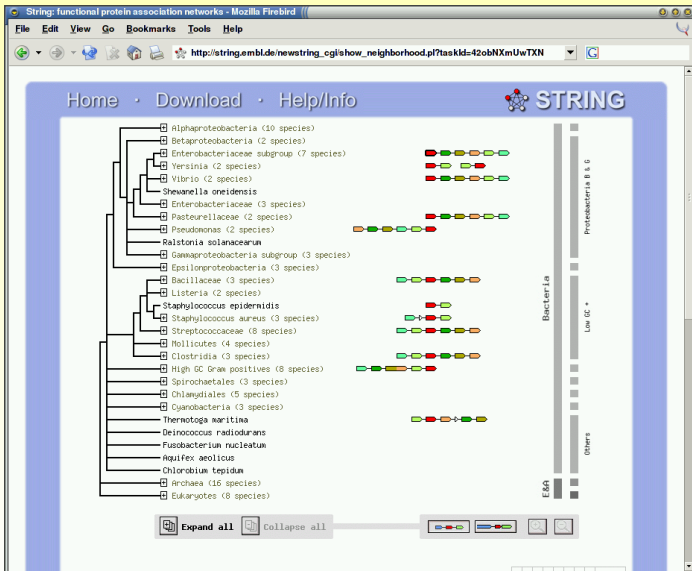 String: functional protein association networks - Mozilla Firebird
File Edit View Go Bookmarks Tools Help
http://string.embl.de/newstring_cgi/show_neighborhood.pl?taskId=42obNXmUwTXN
G
Home · Download · Help/Info
STRING
Alphaproteobacteria (10 species)
Betaproteobacteria (2 species)
Enterobacteriaceae subgroup (7 species)
Yersinia (2 species)
Vibrio (2 species)
Shewanella oneidensis
Enterobacteriaceae (3 species)
Pasteurellaceae (2 species)
Pseudomonas (2 species)
Ralstonia solanacearum
Gammaproteobacteria subgroup (3 species)
Epsilonproteobacteria (3 species)
Bacillaceae (3 species)
Listeria (2 species)
Staphylococcus epidermidis
Staphylococcus aureus (3 species)
Streptococcaceae (8 species)
Mollicutes (4 species)
Clostridia (3 species)
High GC Gram positives (8 species)
Spirochaetales (3 species)
Chlamydiales (5 species)
Cyanobacteria (3 species)
Thermotoga maritima
Deinococcus radiodurans
Fusobacterium nucleatum
Aquifex aeolicus
Chlorobium tepidum
Archaea (16 species)
Eukaryotes (8 species)
Bacteria
E&A
Proteobacteria B & G
Low GC +
Others
Expand all Collapse all